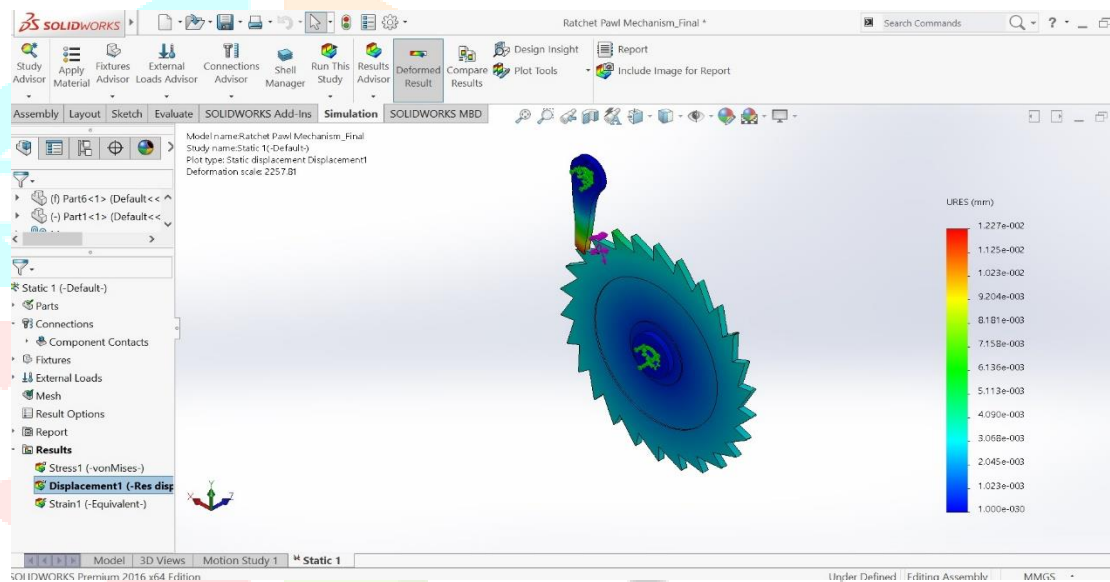 SOLIDWORKS
Ratchet Pawl Mechanism_Final *
Search Commands
?
Study Advisor
Apply Material
Fixtures Advisor
External Loads Advisor
Connections Advisor
Shell Manager
Run This Study
Results Advisor
Deformed Result
Compare Results
Design Insight
Plot Tools
Report
Include Image for Report
Assembly Layout Sketch Evaluate SOLIDWORKS Add-Ins Simulation SOLIDWORKS MBD
Model name:Ratchet Pawl Mechanism_Final
Study name:Static 1(-Default-)
Plot type: Static displacement Displacement1
Deformation scale: 2257.81
(f) Part6<1> (Default<<
(-) Part1<1> (Default<<
Static 1 (-Default-)
Parts
Connections
Component Contacts
Fixtures
External Loads
Mesh
Result Options
Report
Results
Stress1 (-vonMises-)
Displacement1 (-Res disp
Strain1 (-Equivalent-)
URES (mm)
1.227e-002
1.125e-002
1.023e-002
9.204e-003
8.181e-003
7.158e-003
6.136e-003
5.113e-003
4.090e-003
3.068e-003
2.045e-003
1.023e-003
1.000e-030
Y
X
Z
Model 3D Views Motion Study 1 Static 1
SOLIDWORKS Premium 2016 x64 Edition
Under Defined Editing Assembly MMGS